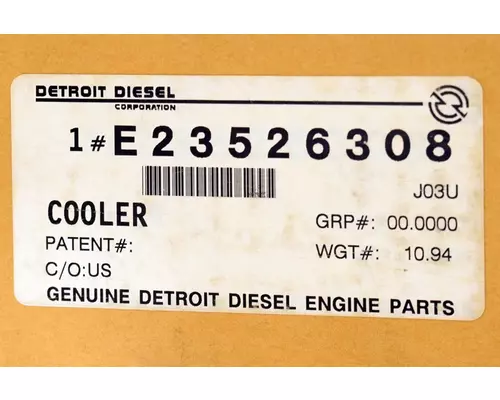 DETROIT DIESEL
CORPORATION
1# E23526308
J03U
COOLER
GRP#: 00.0000
PATENT#:
WGT#: 10.94
C/O:US
GENUINE DETROIT DIESEL ENGINE PARTS